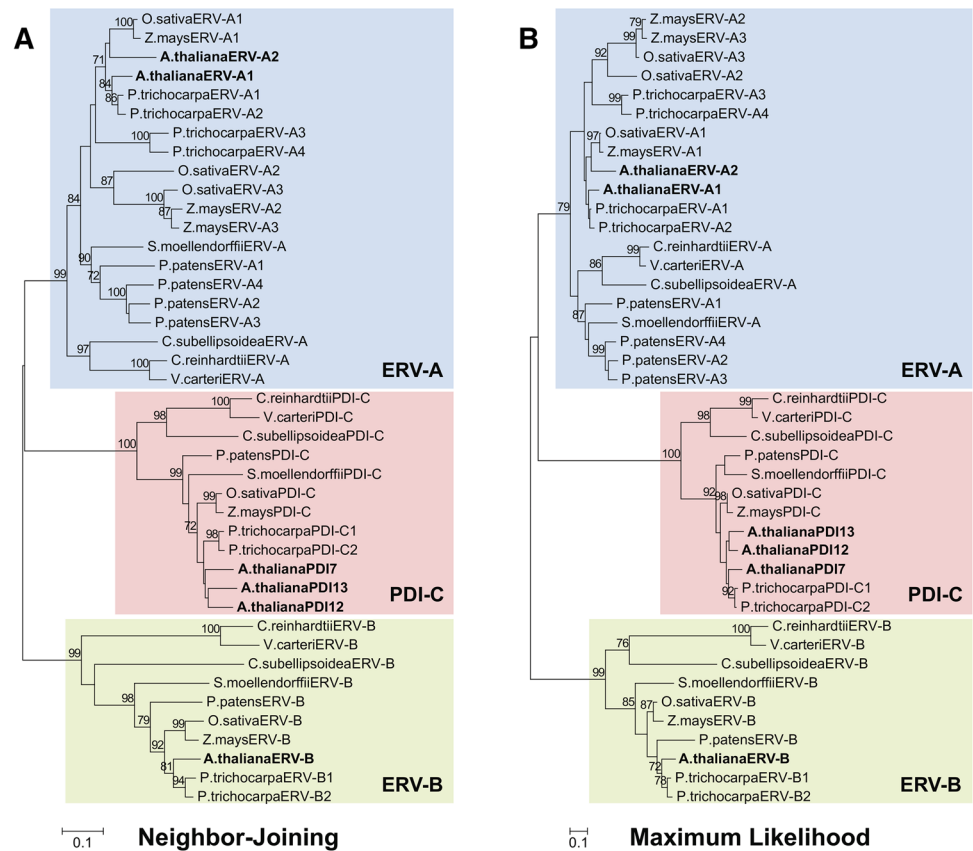 A
100
O.sativaERV-A1
Z.maysERV-A1
A.thalianaERV-A2
71
A.thalianaERV-A1
84
86
P.trichocarpaERV-A1
P.trichocarpaERV-A2
100
P.trichocarpaERV-A3
P.trichocarpaERV-A4
87
O.sativaERV-A2
84
100
O.sativaERV-A3
87
Z.maysERV-A2
Z.maysERV-A3
90
S.moellendorffiiERV-A
72
P.patensERV-A1
99
100
P.patensERV-A4
P.patensERV-A2
P.patensERV-A3
97
C.subellipsoideaERV-A
100
C.reinhardtiiERV-A
V.carteriERV-A
ERV-A
100
C.reinhardtiiPDI-C
98
V.carteriPDI-C
C.subellipsoideaPDI-C
100
P.patensPDI-C
99
S.moellendorffiiPDI-C
99
O.sativaPDI-C
Z.maysPDI-C
72
98
P.trichocarpaPDI-C1
P.trichocarpaPDI-C2
A.thalianaPDI7
A.thalianaPDI13
A.thalianaPDI12
PDI-C
100
C.reinhardtiiERV-B
V.carteriERV-B
99
C.subellipsoideaERV-B
98
S.moellendorffiiERV-B
79
P.patensERV-B
99
O.sativaERV-B
92
Z.maysERV-B
81
A.thalianaERV-B
94
P.trichocarpaERV-B1
P.trichocarpaERV-B2
ERV-B
0.1
Neighbor-Joining
B
79
Z.maysERV-A2
99
Z.maysERV-A3
92
O.sativaERV-A3
O.sativaERV-A2
99
P.trichocarpaERV-A3
P.trichocarpaERV-A4
97
O.sativaERV-A1
Z.maysERV-A1
A.thalianaERV-A2
A.thalianaERV-A1
79
P.trichocarpaERV-A1
P.trichocarpaERV-A2
99
C.reinhardtiiERV-A
86
V.carteriERV-A
C.subellipsoideaERV-A
87
P.patensERV-A1
S.moellendorffiiERV-A
99
P.patensERV-A4
P.patensERV-A2
P.patensERV-A3
ERV-A
99
C.reinhardtiiPDI-C
98
V.carteriPDI-C
C.subellipsoideaPDI-C
100
P.patensPDI-C
S.moellendorffiiPDI-C
92
98
O.sativaPDI-C
Z.maysPDI-C
A.thalianaPDI13
A.thalianaPDI12
A.thalianaPDI7
92
P.trichocarpaPDI-C1
P.trichocarpaPDI-C2
PDI-C
100
C.reinhardtiiERV-B
76
V.carteriERV-B
C.subellipsoideaERV-B
99
S.moellendorffiiERV-B
85
87
O.sativaERV-B
Z.maysERV-B
P.patensERV-B
72
A.thalianaERV-B
78
P.trichocarpaERV-B1
P.trichocarpaERV-B2
ERV-B
0.1
Maximum Likelihood